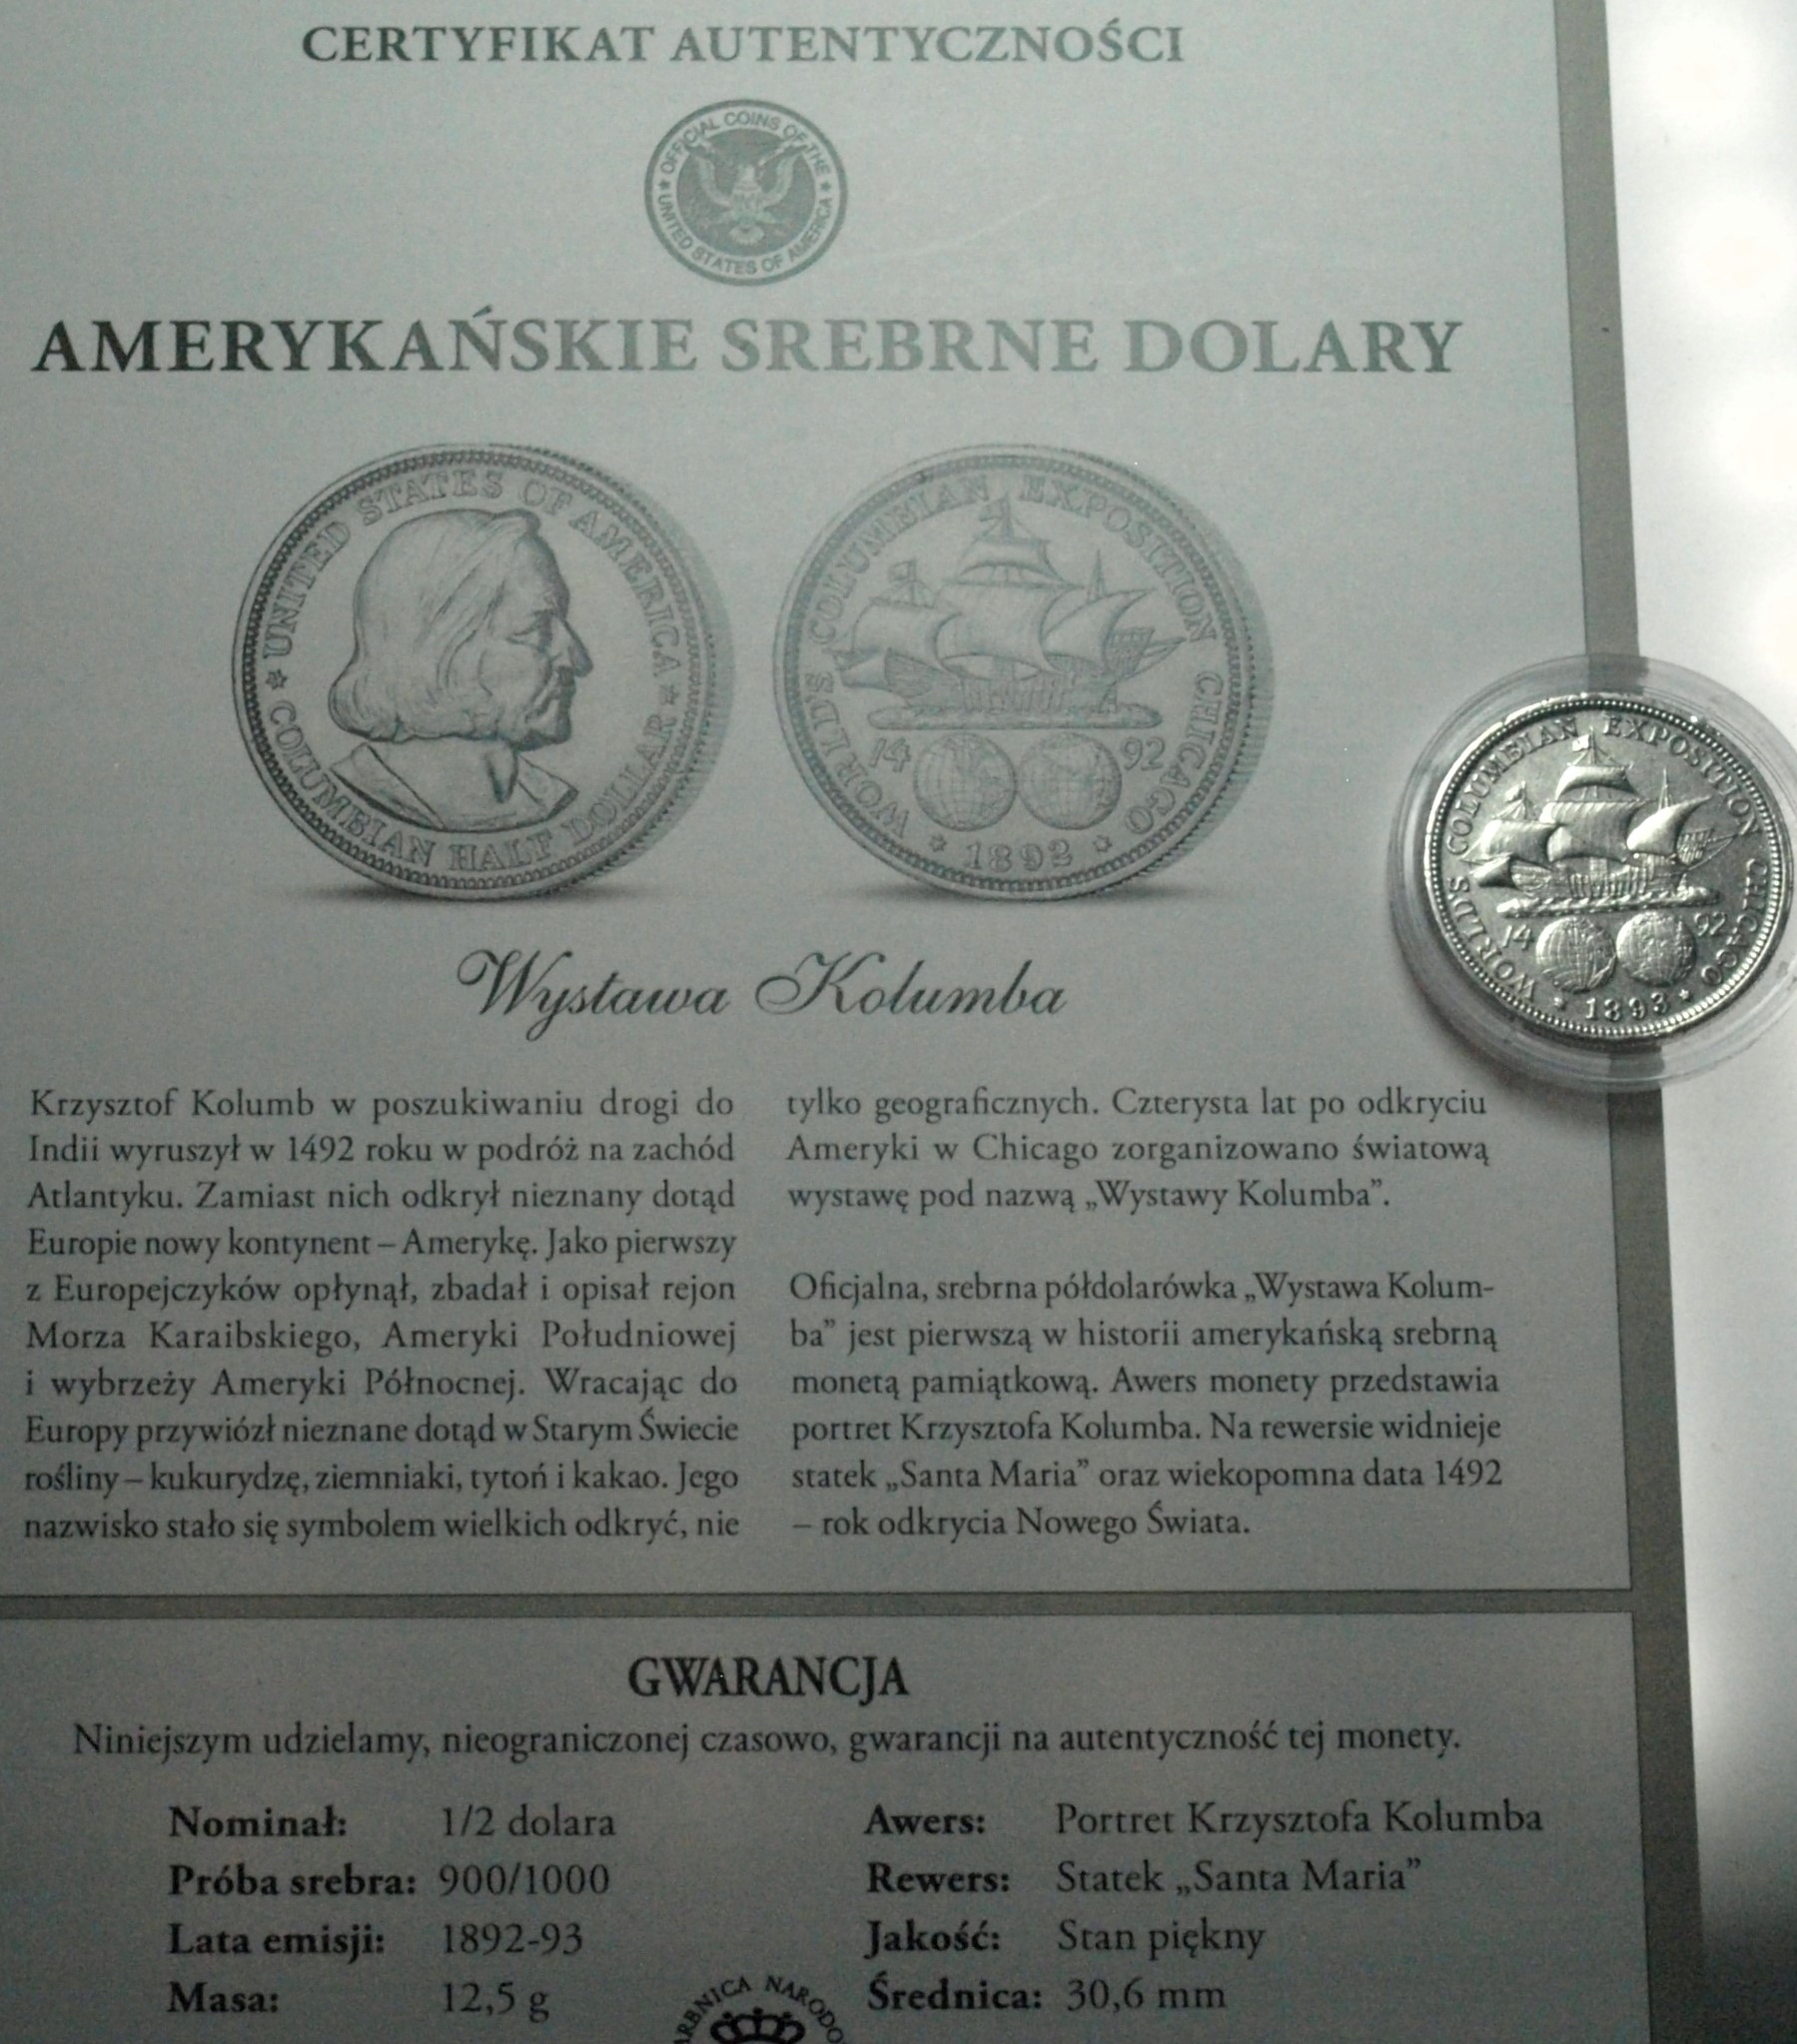 CERTYFIKAT AUTENTYCZNOŚCI
OFFICIAL COINS OF THE
UNITED STATES OF AMERICA
AMERYKAŃSKIE SREBRNE DOLARY
UNITED STATES OF AMERICA
COLUMBIAN HALF DOLLAR
WORLD'S COLUMBIAN EXPOSITION CHICAGO
14 92
1892
WORLD'S COLUMBIAN EXPOSITION CHICAGO
14 92
1893
Wystawa Kolumba
Krzysztof Kolumb w poszukiwaniu drogi do
Indii wyruszył w 1492 roku w podróż na zachód
Atlantyku. Zamiast nich odkrył nieznany dotąd
Europie nowy kontynent – Amerykę. Jako pierwszy
z Europejczyków opłynął, zbadał i opisał rejon
Morza Karaibskiego, Ameryki Południowej
i wybrzeży Ameryki Północnej. Wracając do
Europy przywiózł nieznane dotąd w Starym Świecie
rośliny – kukurydzę, ziemniaki, tytoń i kakao. Jego
nazwisko stało się symbolem wielkich odkryć, nie
tylko geograficznych. Czterysta lat po odkryciu
Ameryki w Chicago zorganizowano światową
wystawę pod nazwą „Wystawy Kolumba”.
Oficjalna, srebrna półdolarówka „Wystawa Kolum-
ba” jest pierwszą w historii amerykańską srebrną
monetą pamiątkową. Awers monety przedstawia
portret Krzysztofa Kolumba. Na rewersie widnieje
statek „Santa Maria” oraz wiekopomna data 1492
– rok odkrycia Nowego Świata.
GWARANCJA
Niniejszym udzielamy, nieograniczonej czasowo, gwarancji na autentyczność tej monety.
Nominał: 1/2 dolara
Próba srebra: 900/1000
Lata emisji: 1892-93
Masa: 12,5 g
Awers: Portret Krzysztofa Kolumba
Rewers: Statek „Santa Maria”
Jakość: Stan piękny
Średnica: 30,6 mm